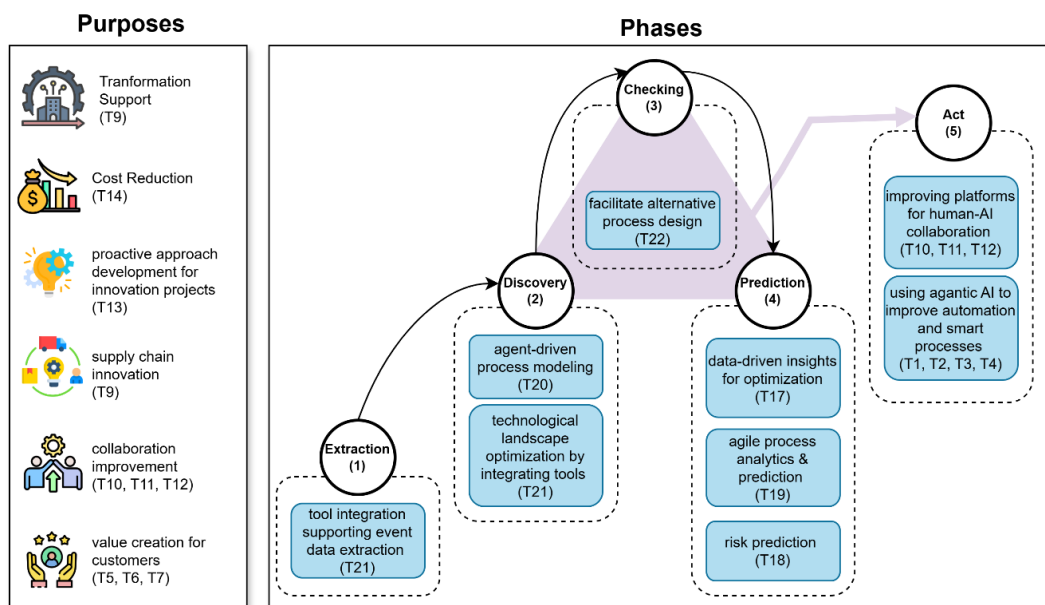 Purposes
Tranformation
Support
(T9)
Cost Reduction
(T14)
proactive approach
development for
innovation projects
(T13)
supply chain
innovation
(T9)
collaboration
improvement
(T10, T11, T12)
value creation for
customers
(T5, T6, T7)
Phases
Extraction
(1)
tool integration
supporting event
data extraction
(T21)
Discovery
(2)
agent-driven
process modeling
(T20)
technological
landscape
optimization by
integrating tools
(T21)
Checking
(3)
facilitate alternative
process design
(T22)
Prediction
(4)
data-driven insights
for optimization
(T17)
agile process
analytics &
prediction
(T19)
risk prediction
(T18)
Act
(5)
improving platforms
for human-AI
collaboration
(T10, T11, T12)
using agantic AI to
improve automation
and smart
processes
(T1, T2, T3, T4)